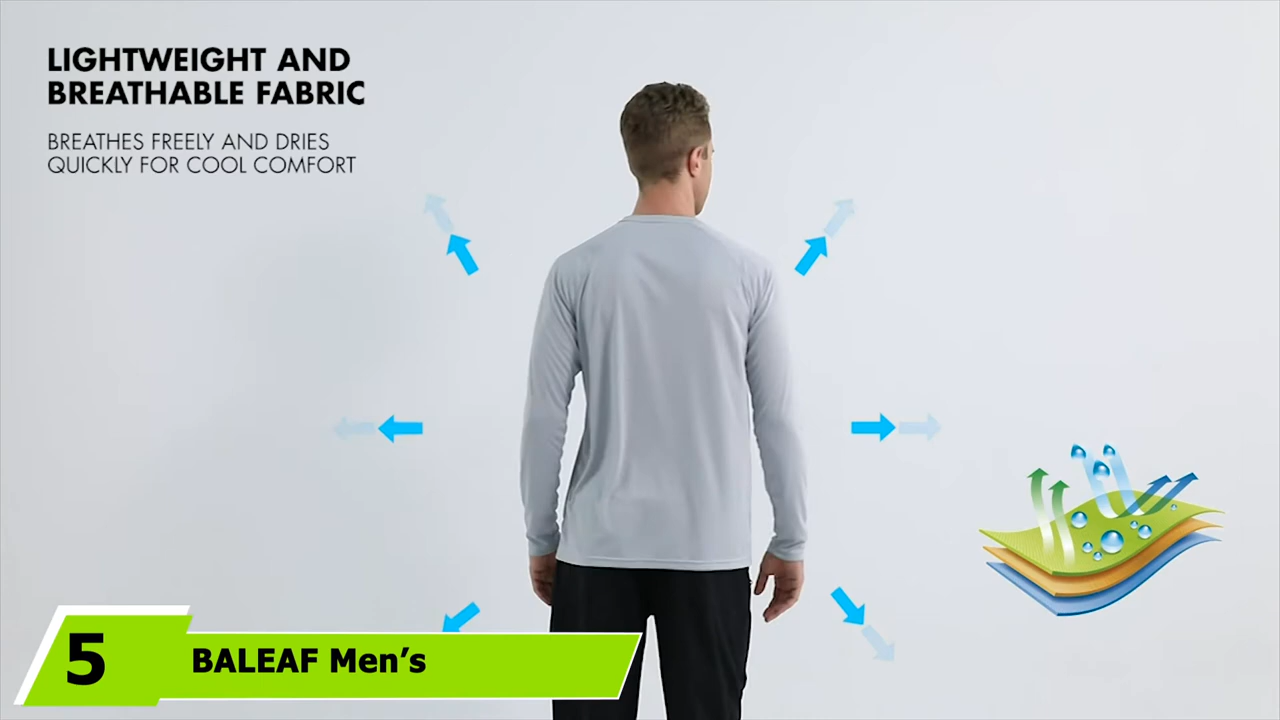 LIGHTWEIGHT AND
BREATHABLE FABRIC
BREATHES FREELY AND DRIES
QUICKLY FOR COOL COMFORT
5
BALEAF Men’s